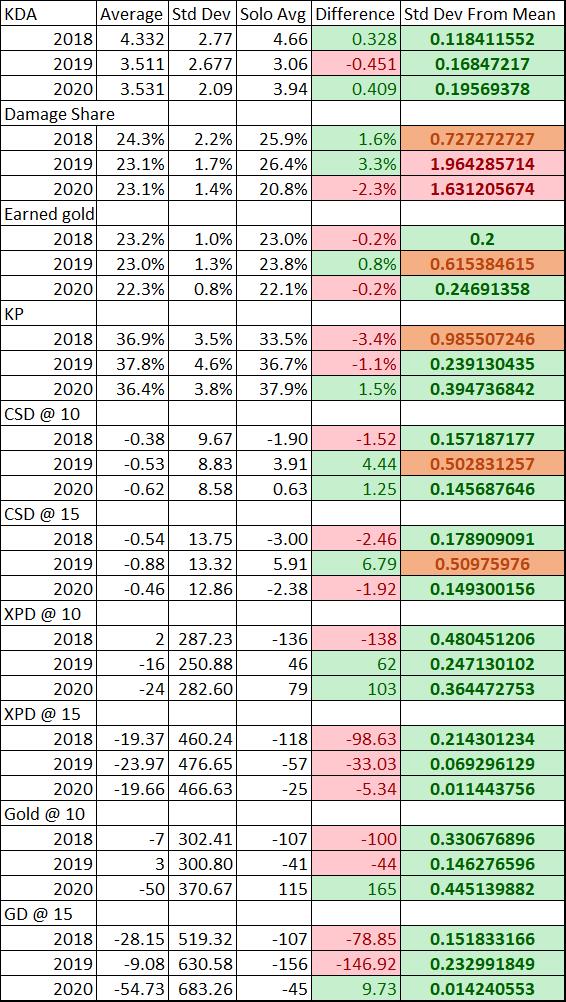 KDA Average Std Dev Solo Avg Difference Std Dev From Mean
2018 4.332 2.77 4.66 0.328 0.118411552
2019 3.511 2.677 3.06 -0.451 0.16847217
2020 3.531 2.09 3.94 0.409 0.19569378
Damage Share
2018 24.3% 2.2% 25.9% 1.6% 0.727272727
2019 23.1% 1.7% 26.4% 3.3% 1.964285714
2020 23.1% 1.4% 20.8% -2.3% 1.631205674
Earned gold
2018 23.2% 1.0% 23.0% -0.2% 0.2
2019 23.0% 1.3% 23.8% 0.8% 0.615384615
2020 22.3% 0.8% 22.1% -0.2% 0.24691358
KP
2018 36.9% 3.5% 33.5% -3.4% 0.985507246
2019 37.8% 4.6% 36.7% -1.1% 0.239130435
2020 36.4% 3.8% 37.9% 1.5% 0.394736842
CSD @ 10
2018 -0.38 9.67 -1.90 -1.52 0.157187177
2019 -0.53 8.83 3.91 4.44 0.502831257
2020 -0.62 8.58 0.63 1.25 0.145687646
CSD @ 15
2018 -0.54 13.75 -3.00 -2.46 0.178909091
2019 -0.88 13.32 5.91 6.79 0.50975976
2020 -0.46 12.86 -2.38 -1.92 0.149300156
XPD @ 10
2018 2 287.23 -136 -138 0.480451206
2019 -16 250.88 46 62 0.247130102
2020 -24 282.60 79 103 0.364472753
XPD @ 15
2018 -19.37 460.24 -118 -98.63 0.214301234
2019 -23.97 476.65 -57 -33.03 0.069296129
2020 -19.66 466.63 -25 -5.34 0.011443756
Gold @ 10
2018 -7 302.41 -107 -100 0.330676896
2019 3 300.80 -41 -44 0.146276596
2020 -50 370.67 115 165 0.445139882
GD @ 15
2018 -28.15 519.32 -107 -78.85 0.151833166
2019 -9.08 630.58 -156 -146.92 0.232991849
2020 -54.73 683.26 -45 9.73 0.014240553